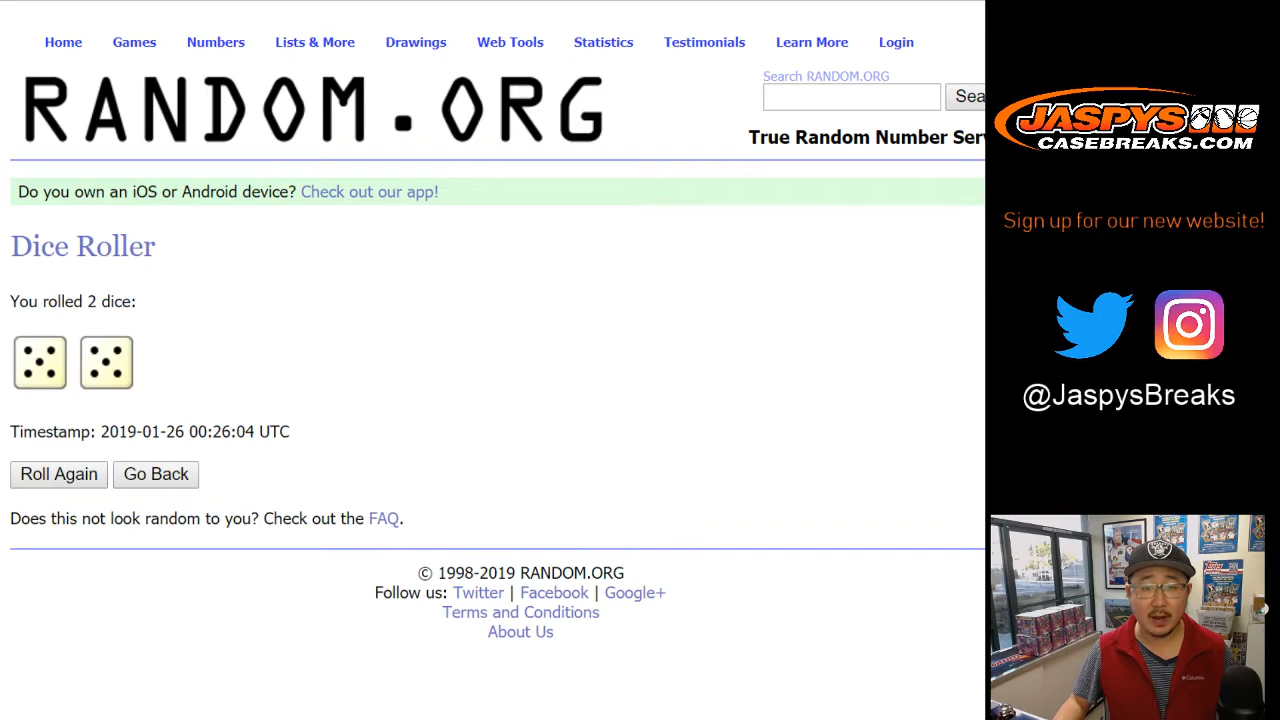 Home Games Numbers Lists & More Drawings Web Tools Statistics Testimonials Learn More Login
RANDOM.ORG
Search RANDOM.ORG
Sea
True Random Number Ser
Do you own an iOS or Android device? Check out our app!
Dice Roller
You rolled 2 dice:
Timestamp: 2019-01-26 00:26:04 UTC
Roll Again Go Back
Does this not look random to you? Check out the FAQ.
© 1998-2019 RANDOM.ORG
Follow us: Twitter | Facebook | Google+
Terms and Conditions
About Us
JASPYS
CASEBREAKS.COM
Sign up for our new website!
@JaspysBreaks
Columbia